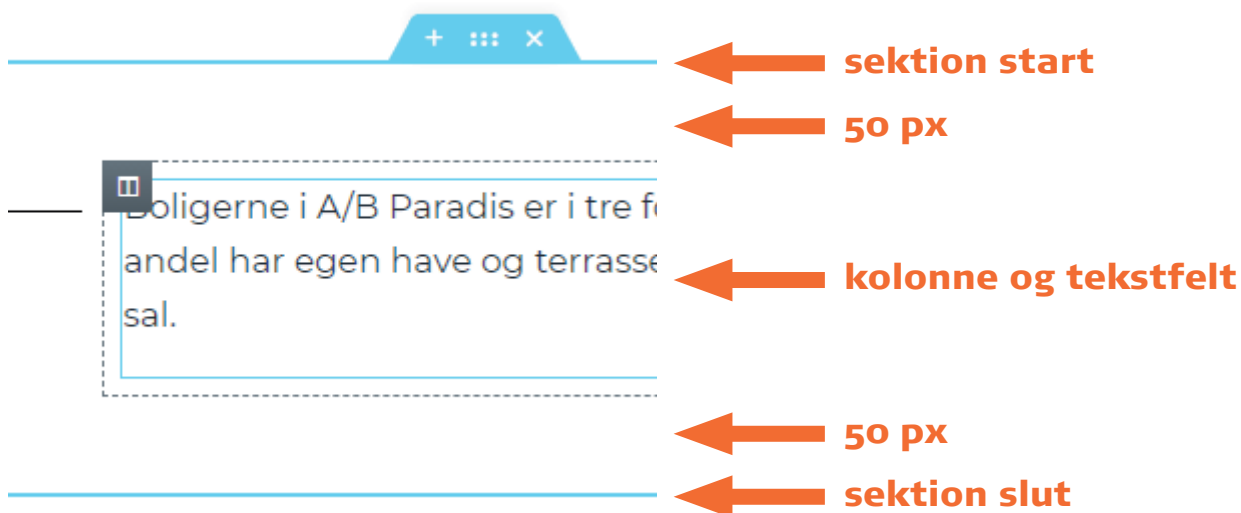 sektion start
50 px
oligerne i A/B Paradis er i tre f
andel har egen have og terrasse
sal.
kolonne og tekstfelt
50 px
sektion slut